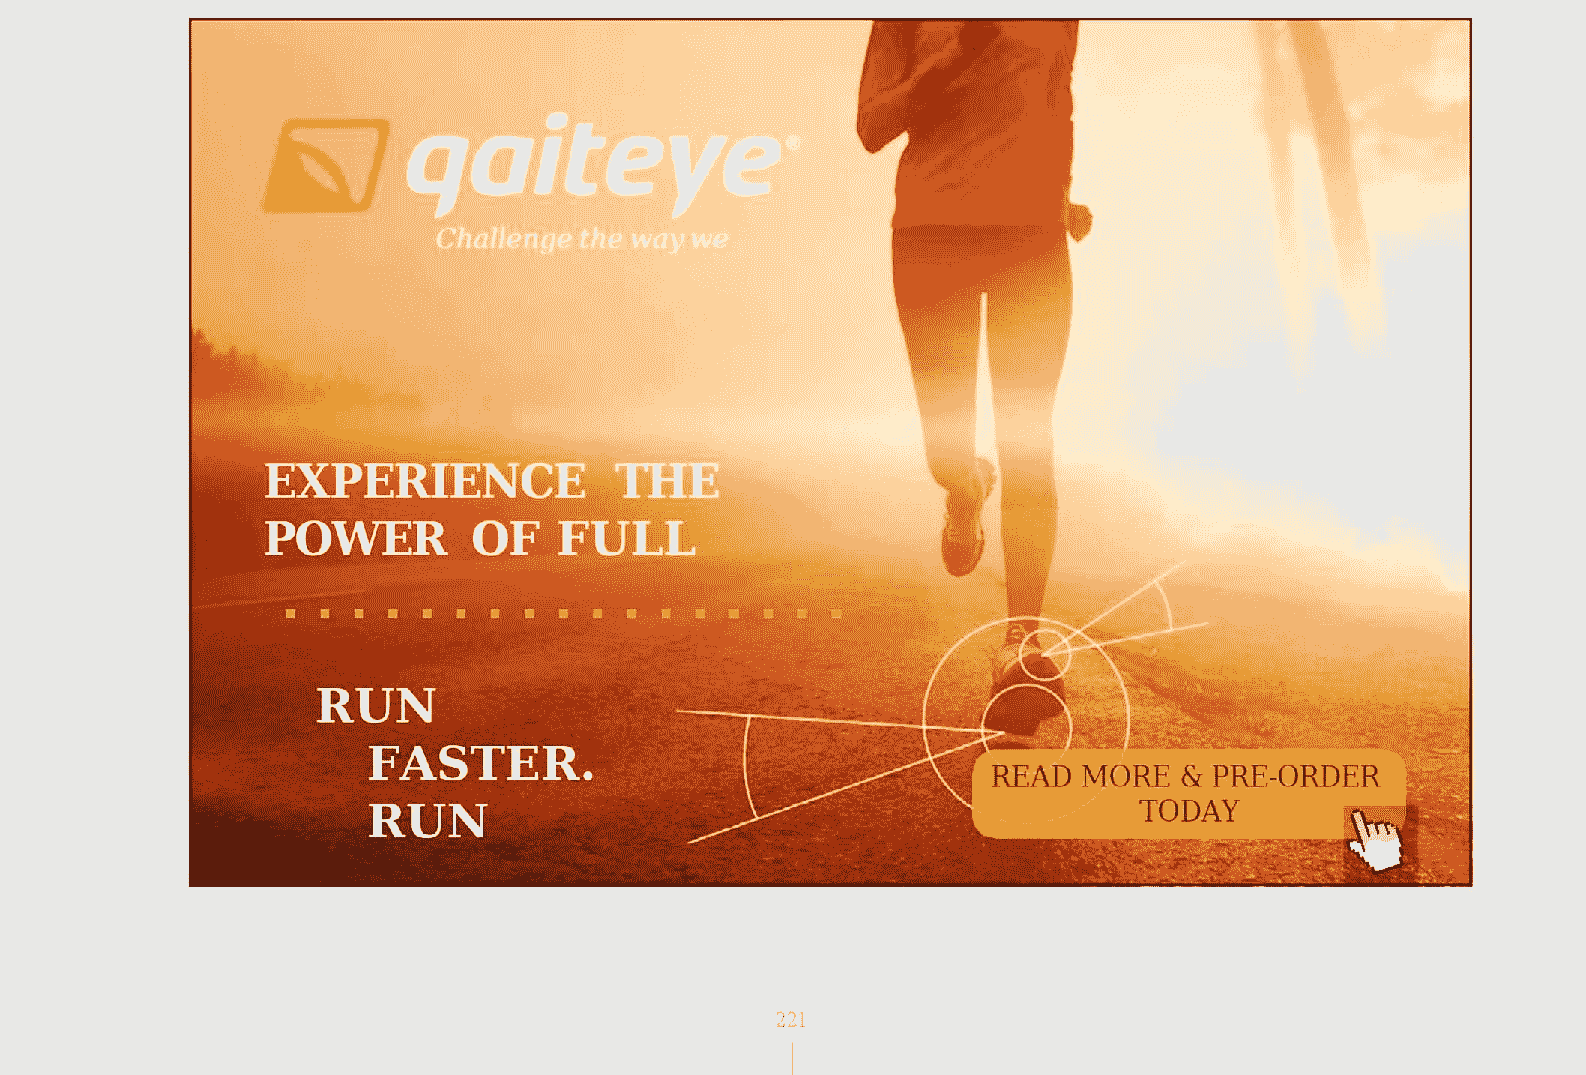 gaiteye®
Challenge the way we
EXPERIENCE THE
POWER OF FULL
RUN
FASTER.
RUN
READ MORE & PRE-ORDER
TODAY
221